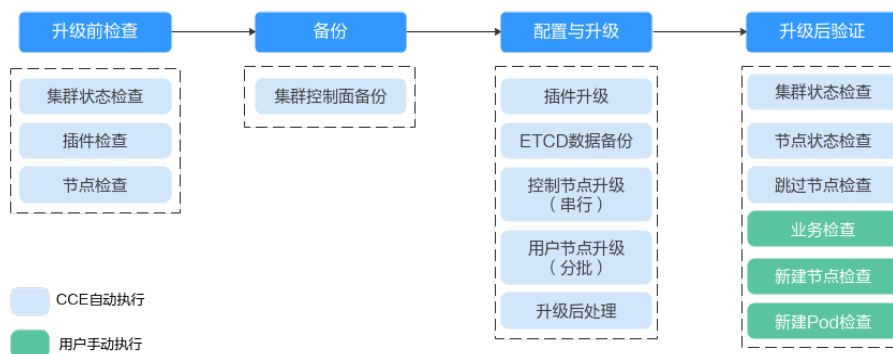 升级前检查
备份
配置与升级
升级后验证
集群状态检查
插件检查
节点检查
集群控制面备份
插件升级
ETCD数据备份
控制节点升级
（串行）
用户节点升级
（分批）
升级后处理
集群状态检查
节点状态检查
跳过节点检查
业务检查
新建节点检查
新建Pod检查
CCE自动执行
用户手动执行